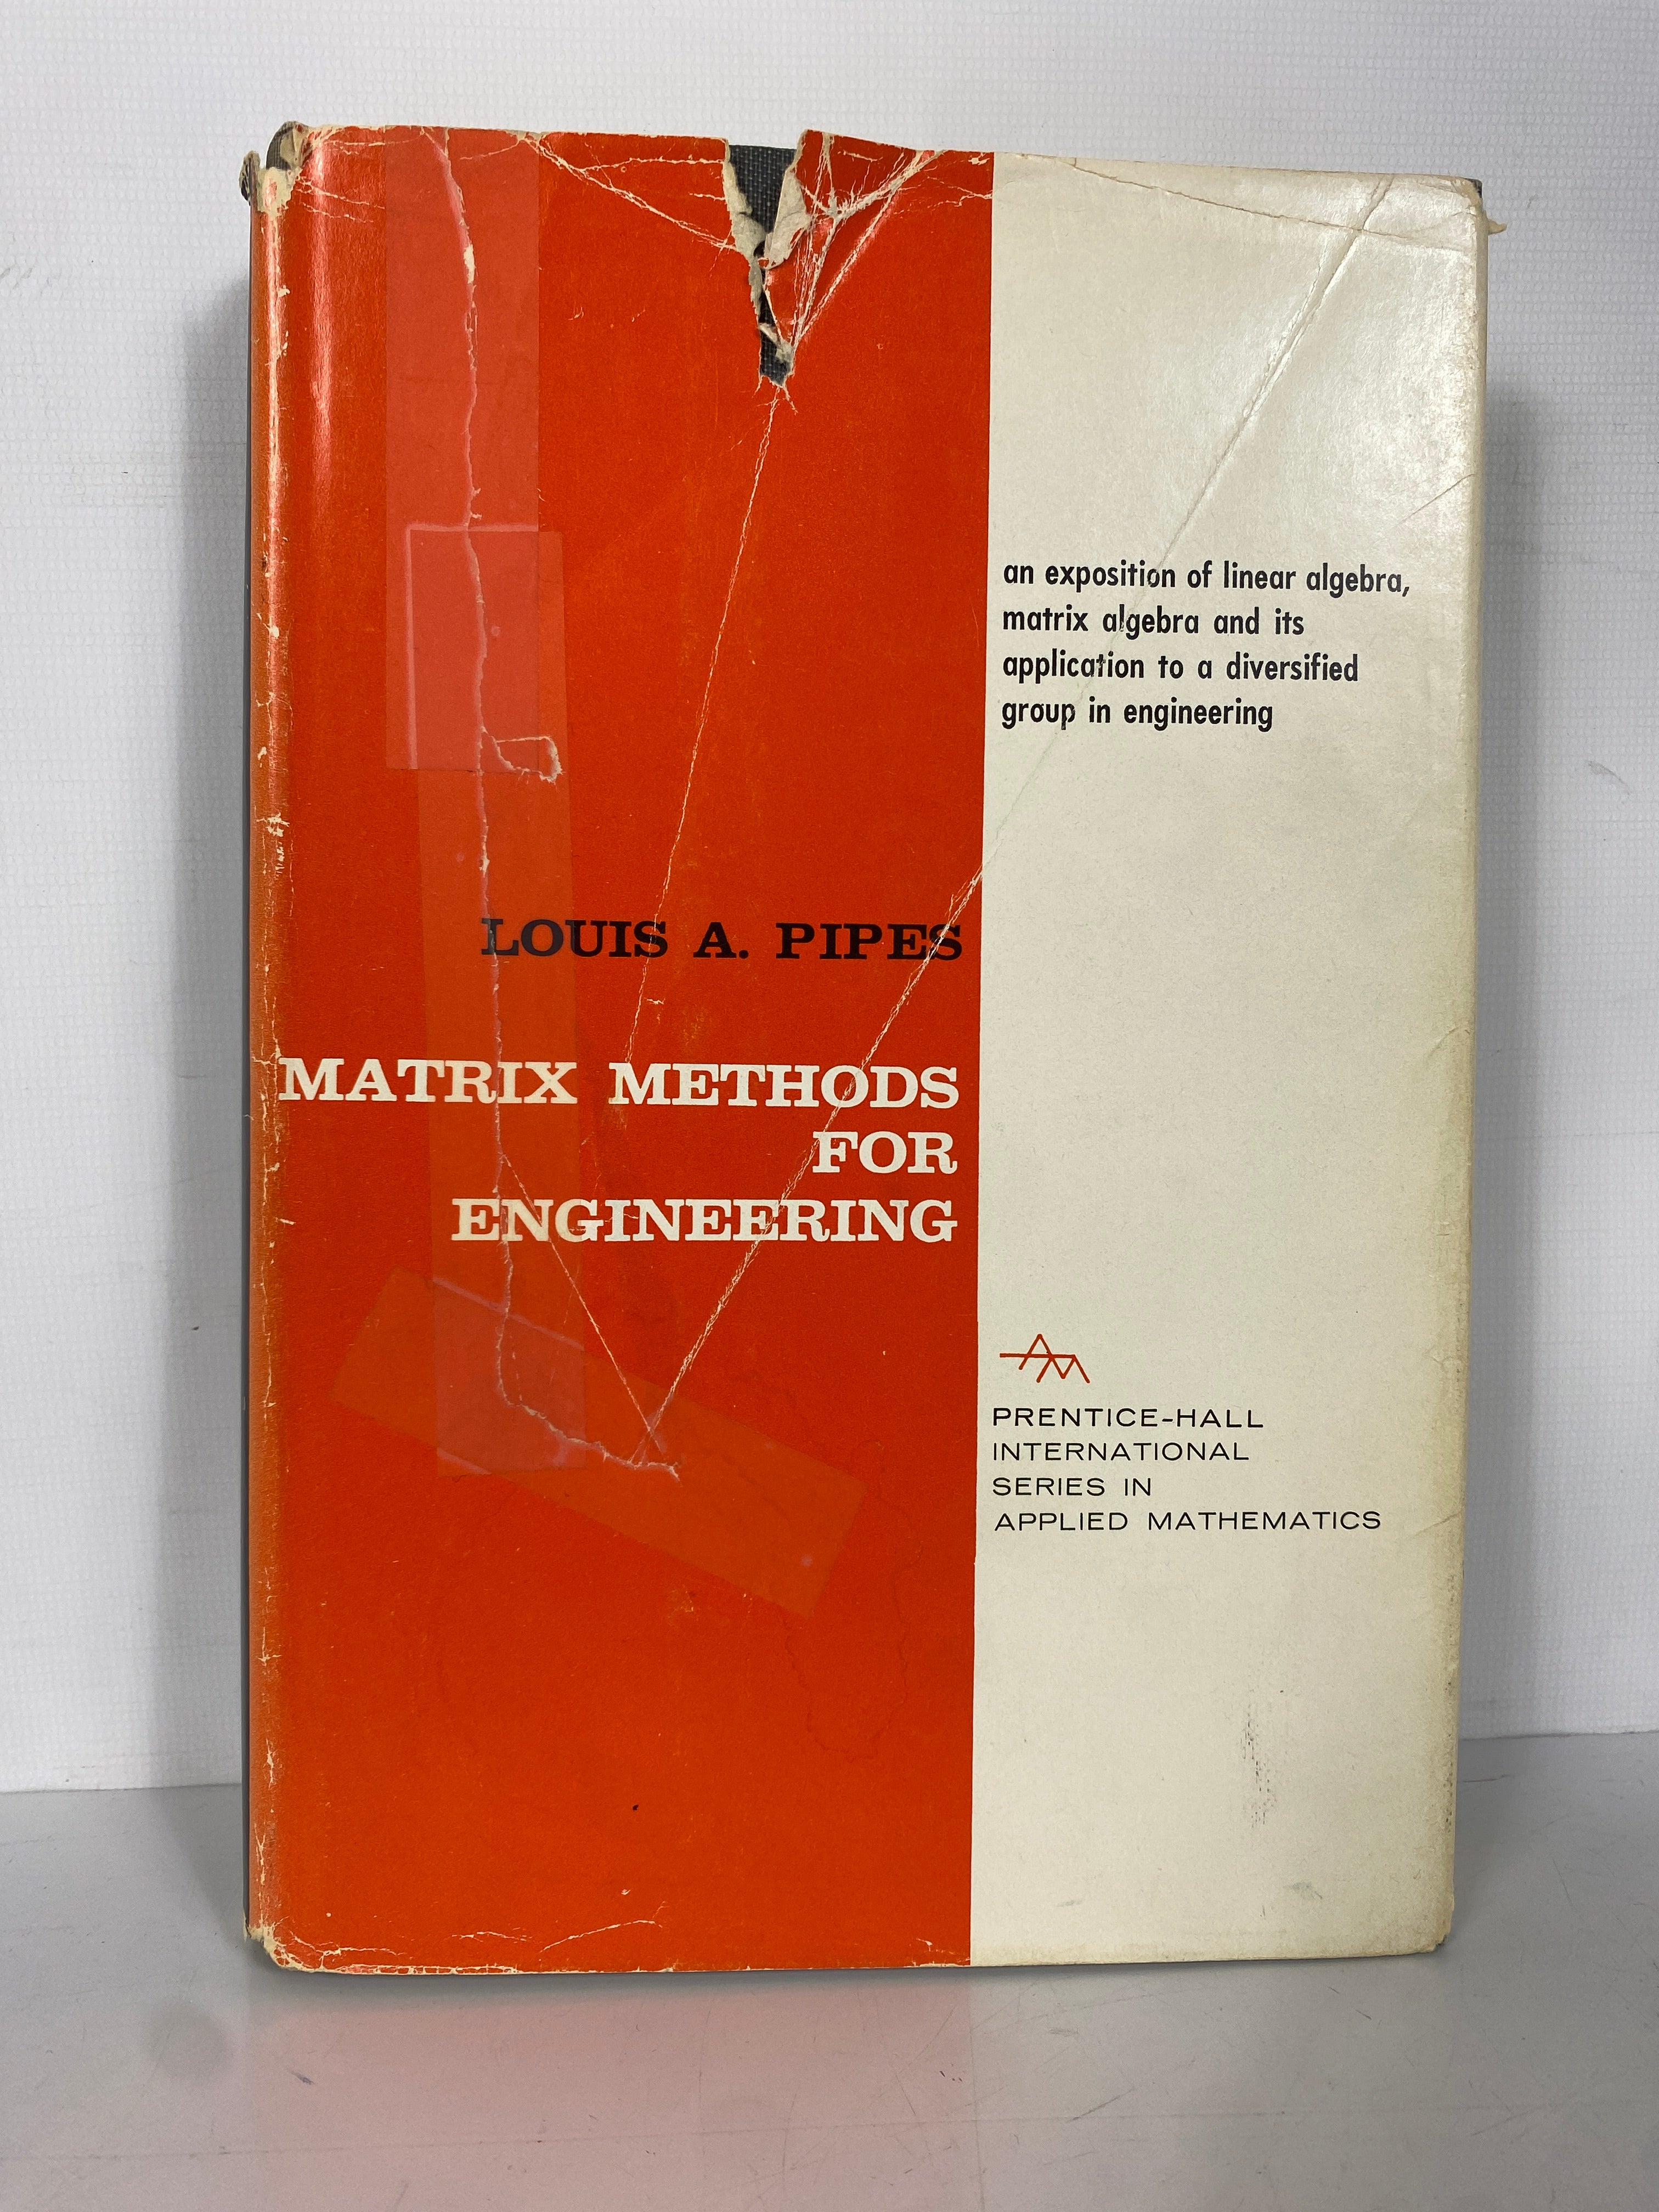 an exposition of linear algebra,
matrix algebra and its
application to a diversified
group in engineering
LOUIS A. PIPES
MATRIX METHODS
FOR
ENGINEERING
AM
PRENTICE-HALL
INTERNATIONAL
SERIES IN
APPLIED MATHEMATICS